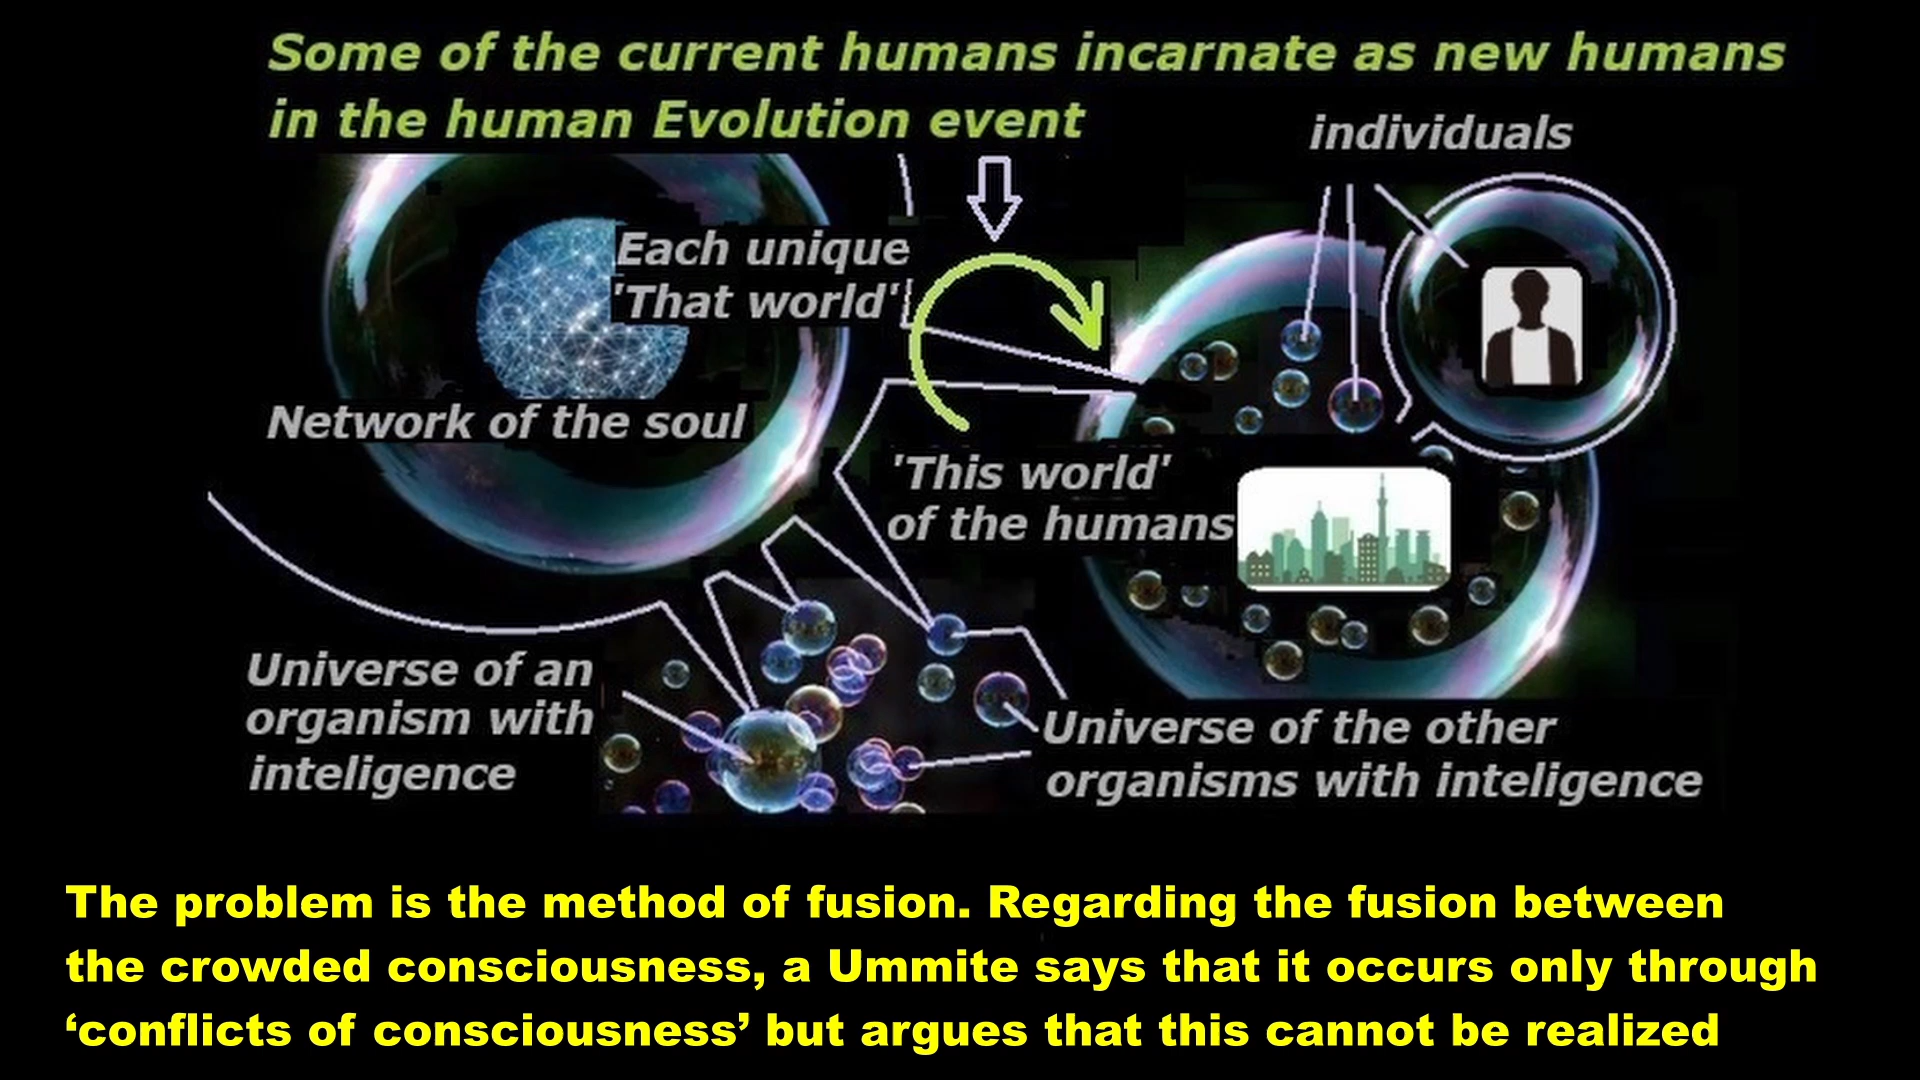 Some of the current humans incarnate as new humans
in the human Evolution event
individuals
Each unique
'That world'
Network of the soul
'This world'
of the humans
Universe of an
organism with
inteligence
Universe of the other
organisms with inteligence
The problem is the method of fusion. Regarding the fusion between
the crowded consciousness, a Ummite says that it occurs only through
‘conflicts of consciousness’ but argues that this cannot be realized